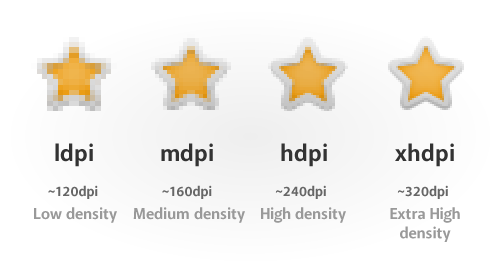 ldpi mdpi hdpi xhdpi
~120dpi ~160dpi ~240dpi ~320dpi
Low density Medium density High density Extra High
density